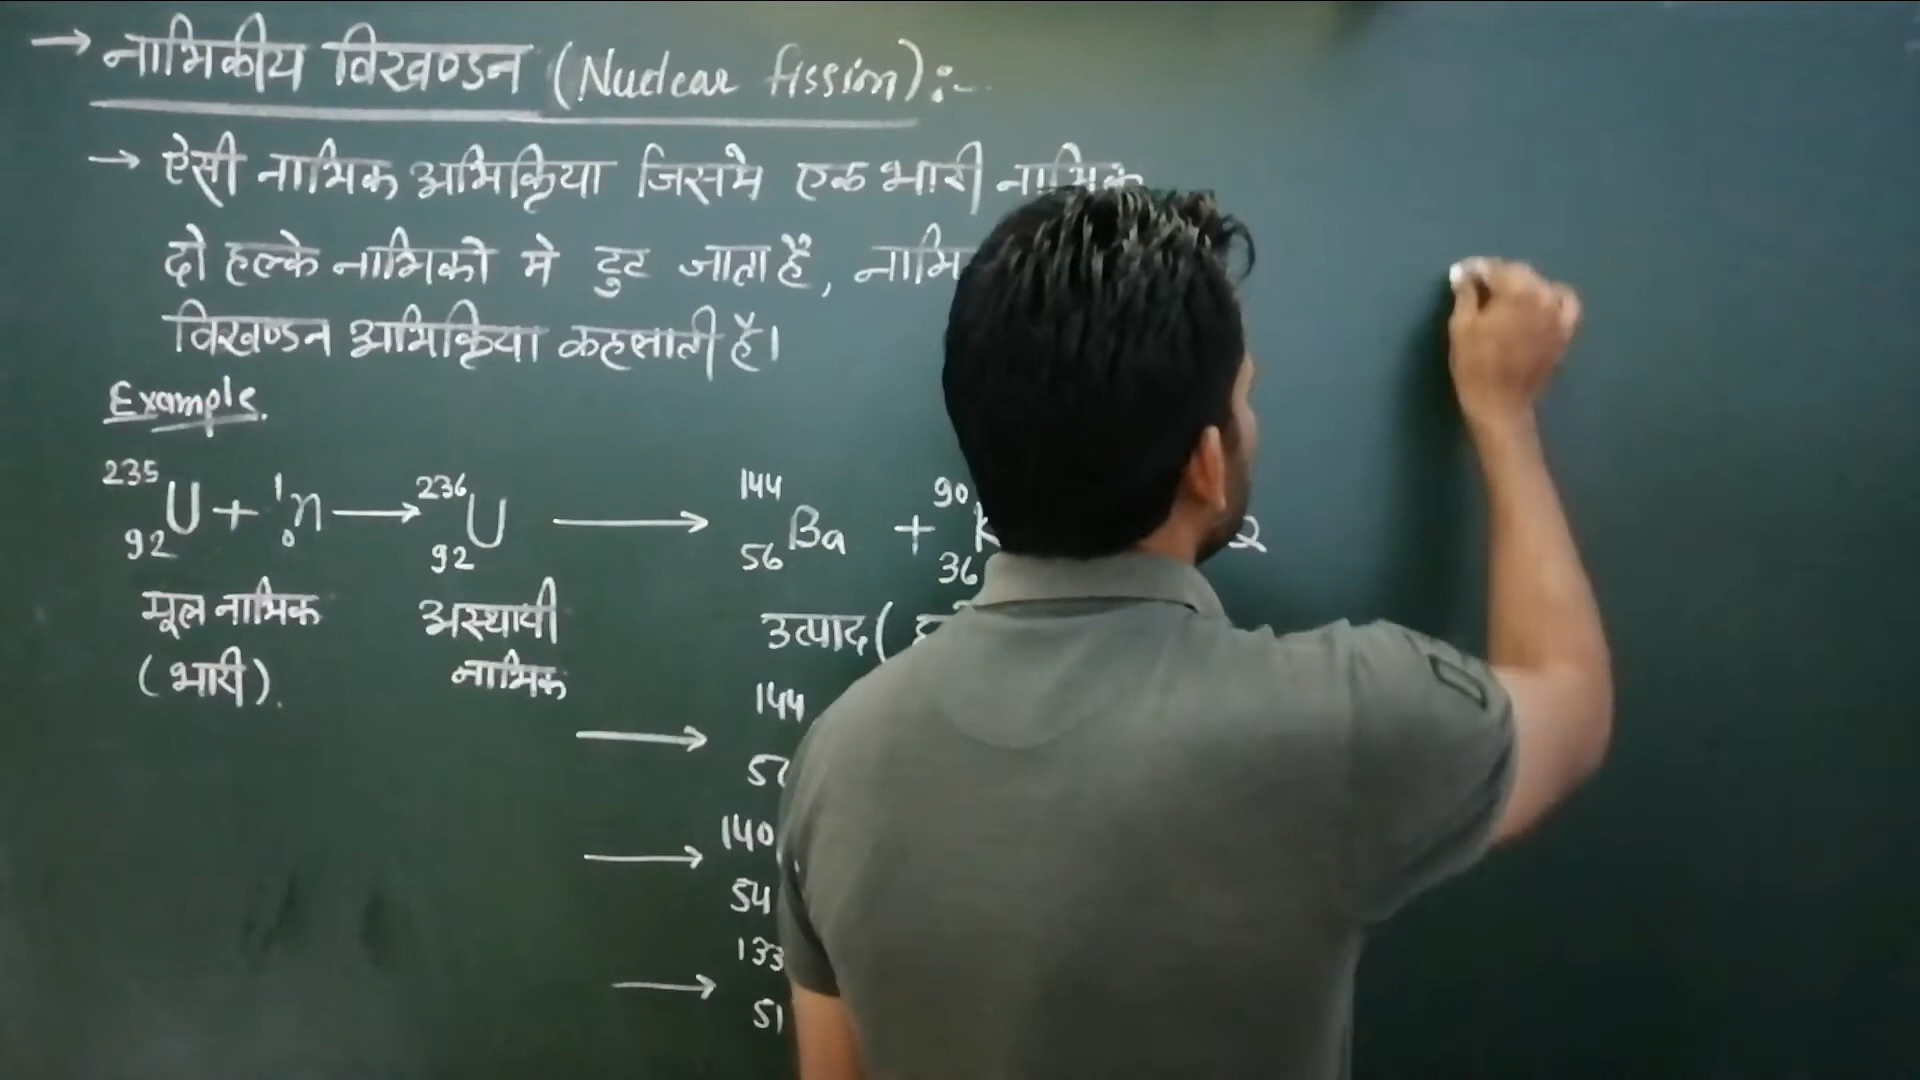 → नाभिकीय विखण्डन (Nuclear fission):-
→ ऐसी नाभिक अभिक्रिया जिसमे एक भारी नाभिक
दो हल्के नाभिको मे टुट जाता हैं, नाभि
विखण्डन अभिक्रिया कहलाती हैं।
Example.
²³⁵₉₂U + ¹₀n → ²³⁶₉₂U → ¹⁴⁴₅₆Ba + ⁹⁰₃₆K
मूल नाभिक अस्थायी उत्पाद (
(भारी). नाभिक
→ 144
→ 140
54
→ 133
51